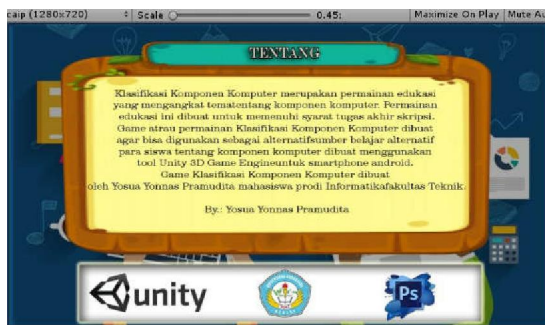 caip (1280x720)
Scale
0.45:
Maximize On Play
Mute Au
TENTANG
Klasifikasi Komponen Komputer merupakan permainan edukasi
yang mengangkat tematentang komponen komputer. Permainan
edukasi ini dibuat untuk memenuhi syarat tugas akhir skripsi.
Game atrau permainan Klasifikasi Komponen Komputer dibuat
agar bisa digunakan sebagai alternatifsumber belajar alternatif
para siswa tentang komponen komputer dibuat menggunakan
tool Unity 3D Game Engineuntuk smartphone android.
Game Klasifikasi Komponen Komputer dibuat
oleh Yosua Yonnas Pramudita mahasiswa prodi Informatikafakultas Teknik.
By.: Yosua Yonnas Pramudita
unity
Ps